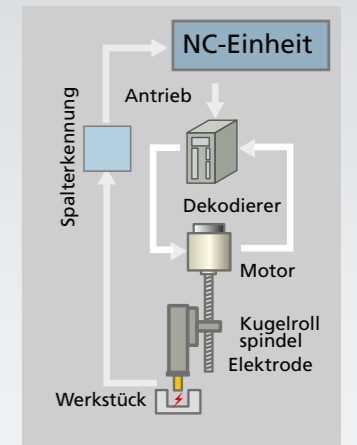 NC-Einheit
Antrieb
Spalterkennung
Dekodierer
Motor
Kugelroll
spindel
Elektrode
Werkstück